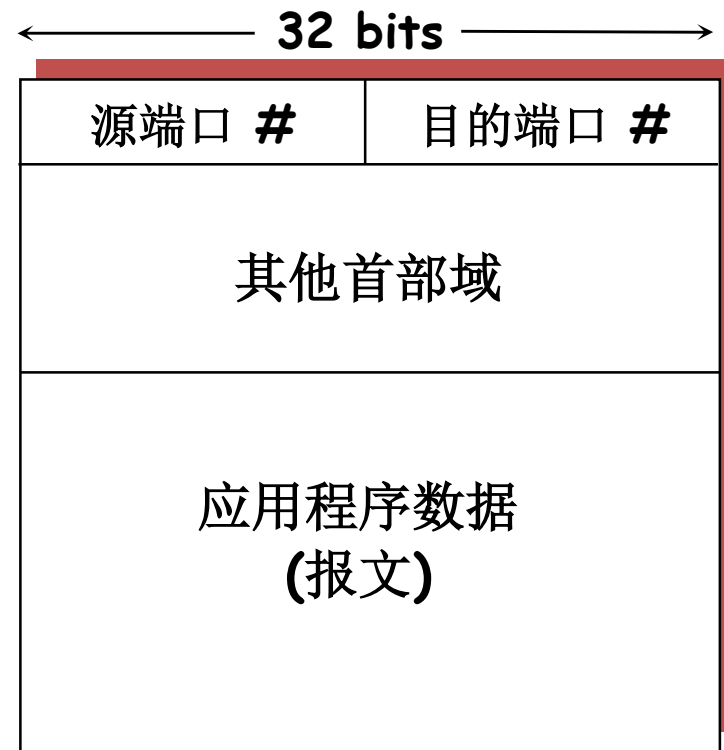 32 bits
源端口 #
目的端口 #
其他首部域
应用程序数据
(报文)